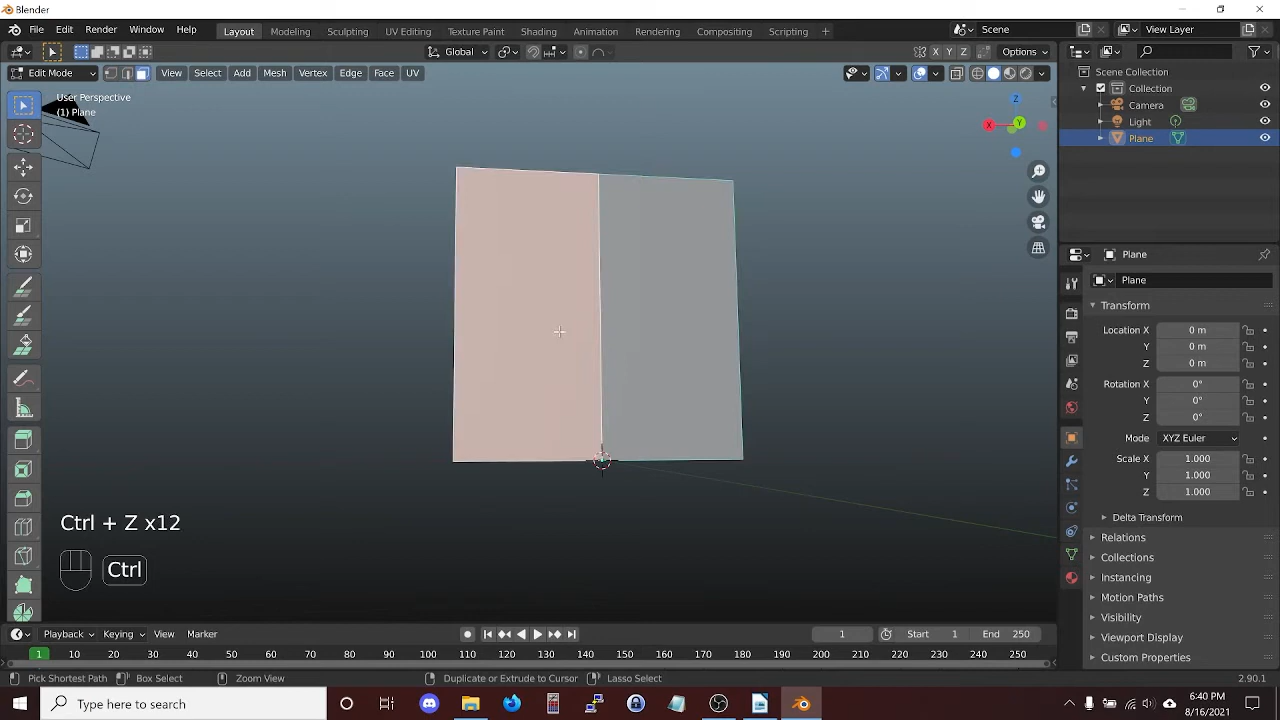 Blender
File Edit Render Window Help
Layout Modeling Sculpting UV Editing Texture Paint Shading Animation Rendering Compositing Scripting +
Scene
View Layer
Global
X Y Z
Options
Edit Mode
View Select Add Mesh Vertex Edge Face UV
User Perspective
(1) Plane
Z
X
Y
Scene Collection
Collection
Camera
Light
Plane
Plane
Plane
Transform
Location X 0 m
Y 0 m
Z 0 m
Rotation X 0°
Y 0°
Z 0°
Mode XYZ Euler
Scale X 1.000
Y 1.000
Z 1.000
Delta Transform
Relations
Collections
Instancing
Motion Paths
Visibility
Viewport Display
Custom Properties
Ctrl + Z x12
Ctrl
Playback Keying View Marker
1
Start 1 End 250
1 10 20 30 40 50 60 70 80 90 100 110 120 130 140 150 160 170 180 190 200 210 220 230 240 250
Pick Shortest Path Box Select Zoom View Duplicate or Extrude to Cursor Lasso Select 2.90.1
Type here to search
6:40 PM
8/16/2021